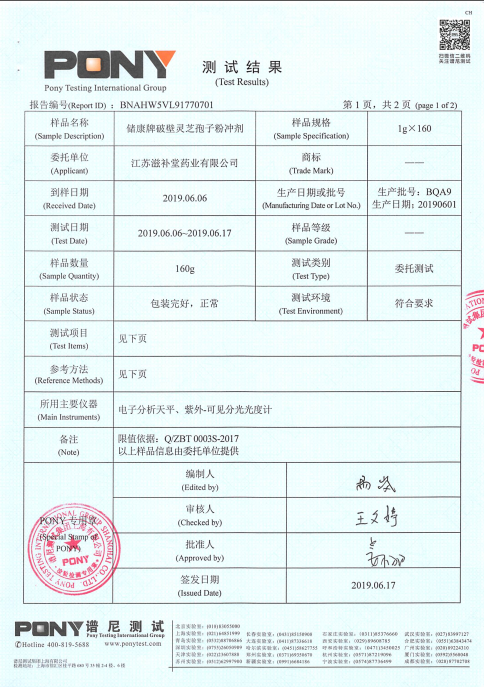 CH
扫微信二维码
关注谱尼测试
PONY
Pony Testing International Group
测试结果
(Test Results)
报告编号(Report ID): BNAHW5VL91770701
第 1 页，共 2 页 (page 1 of 2)
样品名称
(Sample Description)
储康牌破壁灵芝孢子粉冲剂
样品规格
(Sample Specification)
1g×160
委托单位
(Applicant)
江苏滋补堂药业有限公司
商标
(Trade Mark)
——
到样日期
(Received Date)
2019.06.06
生产日期或批号
(Manufacturing Date or Lot No.)
生产批号: BQA9
生产日期: 20190601
测试日期
(Test Date)
2019.06.06~2019.06.17
样品等级
(Sample Grade)
——
样品数量
(Sample Quantity)
160g
测试类别
(Test Type)
委托测试
样品状态
(Sample Status)
包装完好，正常
测试环境
(Test Environment)
符合要求
测试项目
(Test Items)
见下页
参考方法
(Reference Methods)
见下页
所用主要仪器
(Main Instruments)
电子分析天平、紫外-可见分光光度计
备注
(Note)
限值依据: Q/ZBT 0003S-2017
以上样品信息由委托单位提供
PONY 专用章
(Special Stamp of
PONY)
编制人
(Edited by)
审核人
(Checked by)
王文婷
批准人
(Approved by)
签发日期
(Issued Date)
2019.06.17
PONY 谱尼测试
Pony Testing International Group
Hotline 400-819-5688
www.ponytest.com